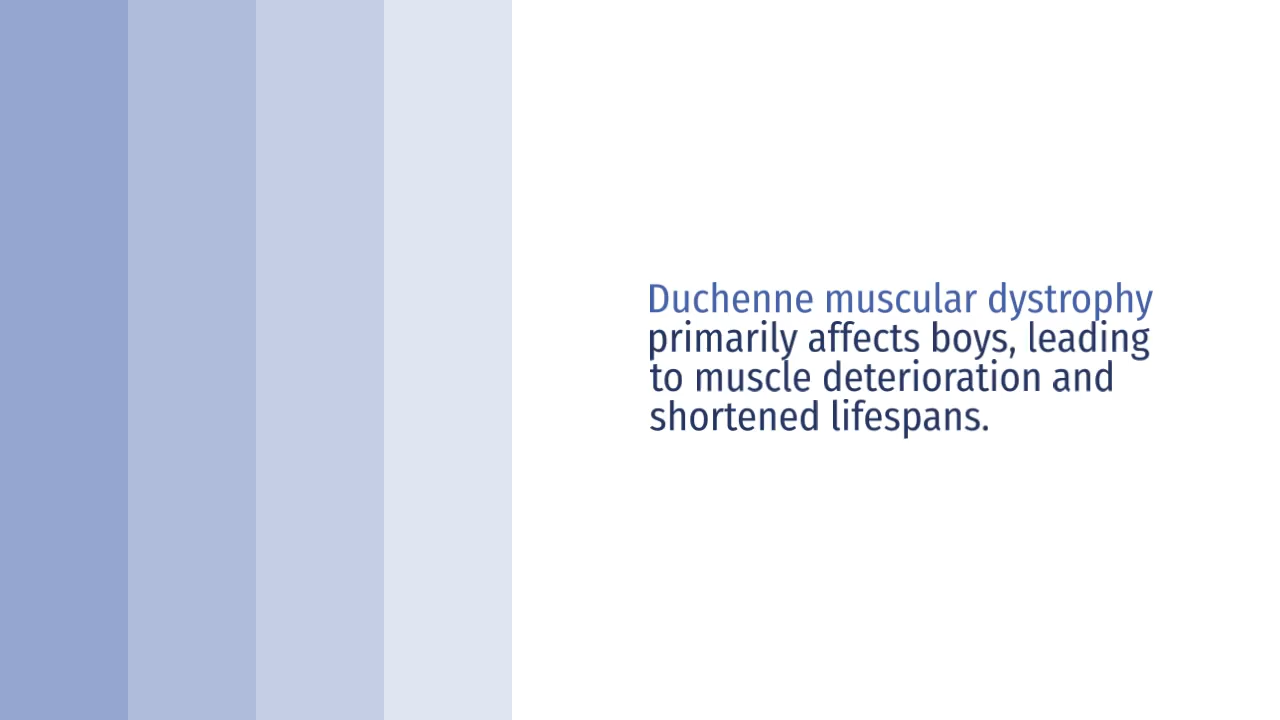 Duchenne muscular dystrophy
primarily affects boys, leading
to muscle deterioration and
shortened lifespans.